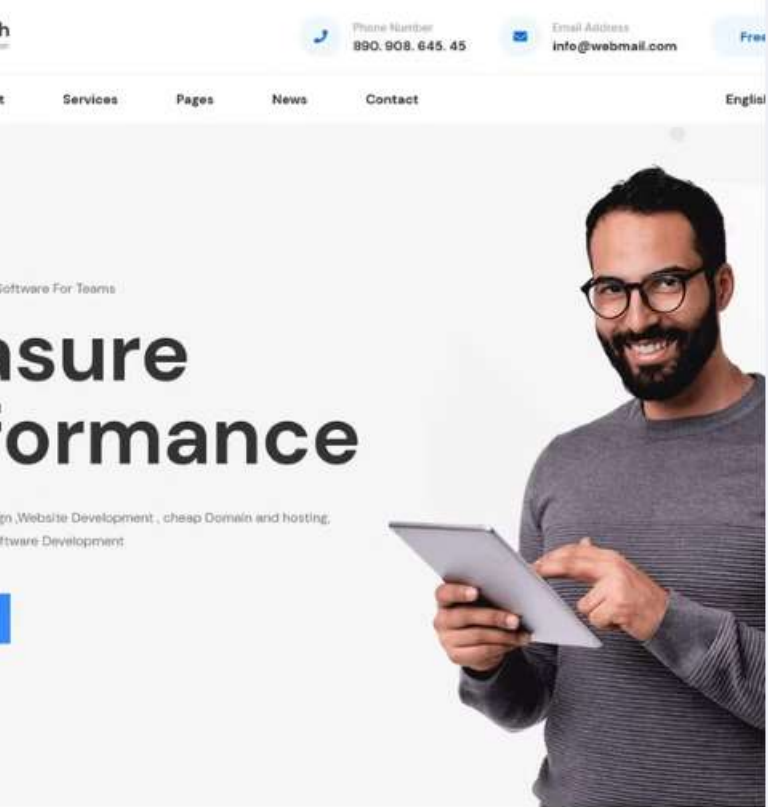 h
Phone Number
890. 908. 645. 45
Email Address
info@webmail.com
Free
t
Services
Pages
News
Contact
Englis
Software For Teams
asure
formance
gn ,Website Development , cheap Domain and hosting,
ftware Development